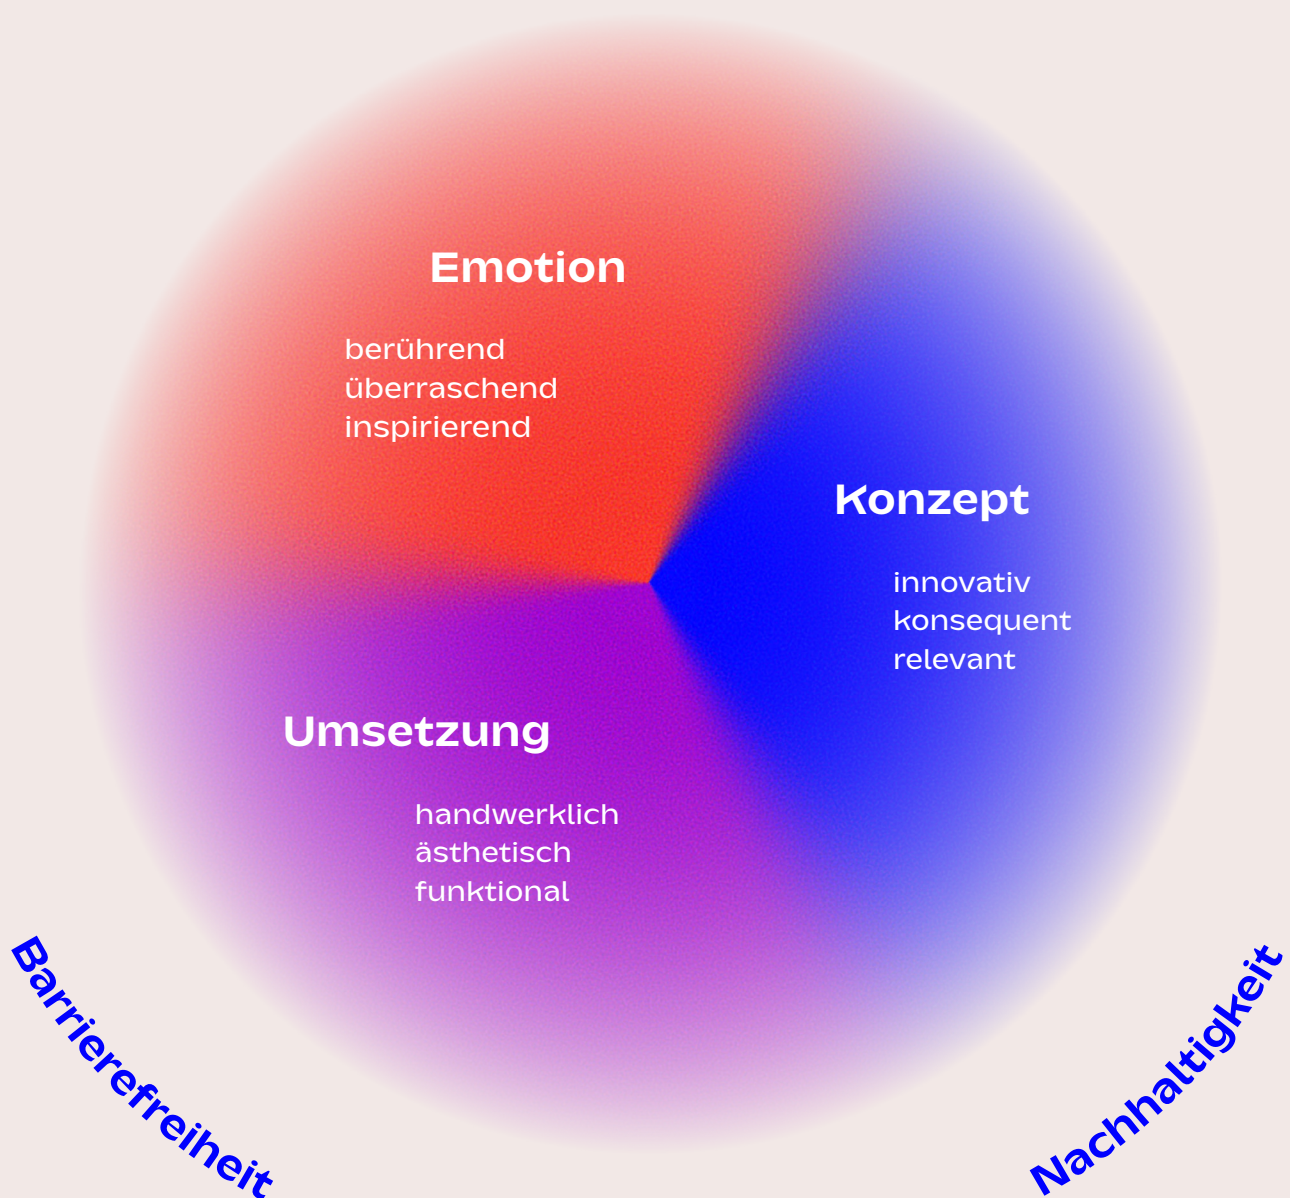 Emotion
berührend
überraschend
inspirierend
Konzept
innovativ
konsequent
relevant
Umsetzung
handwerklich
ästhetisch
funktional
Barrierefreiheit
Nachhaltigkeit